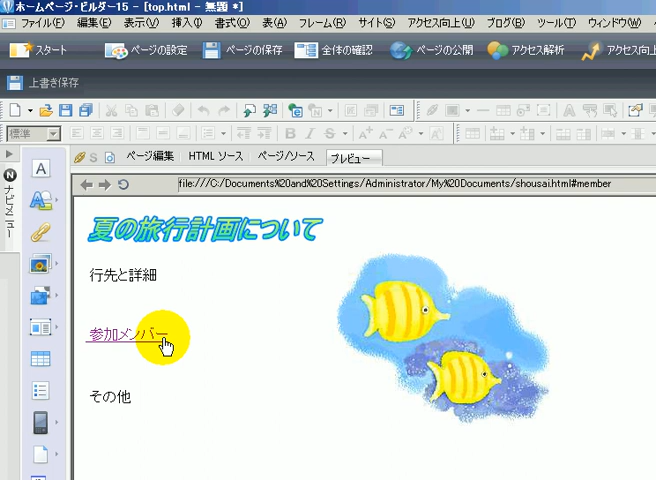 ホームページ・ビルダー15 - [top.html - 無題 *]
ファイル(F) 編集(E) 表示(V) 挿入(I) 書式(O) 表(A) フレーム(R) サイト(S) アクセス向上(U) ブログ(B) ツール(T) ウィンドウ(W)
スタート ページの設定 ページの保存 全体の確認 ページの公開 アクセス解析 アクセス向上
上書き保存
標準
ページ編集 HTML ソース ページ/ソース プレビュー
ナビメニュー
file:///C:/Documents%20and%20Settings/Administrator/My%20Documents/shousai.html#member
夏の旅行計画について
行先と詳細
参加メンバー
その他